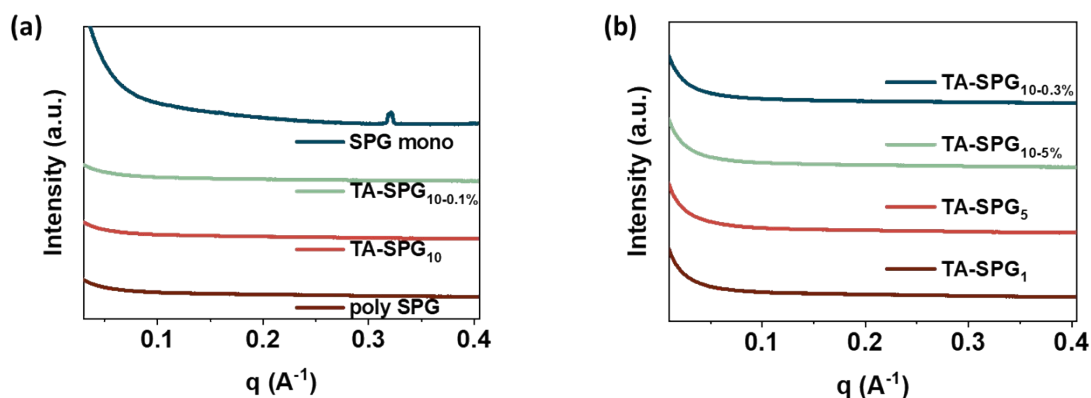 (a)
Intensity (a.u.)
SPG mono
TA-SPG10-0.1%
TA-SPG10
poly SPG
0.1 0.2 0.3 0.4
q (A-1)
(b)
Intensity (a.u.)
TA-SPG10-0.3%
TA-SPG10-5%
TA-SPG5
TA-SPG1
0.1 0.2 0.3 0.4
q (A-1)